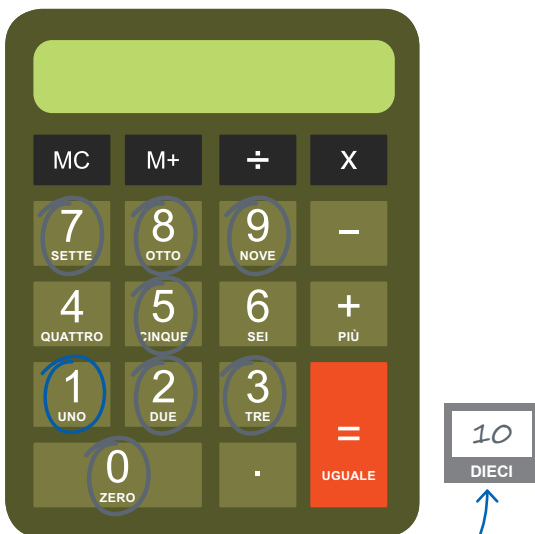 MC M+ ÷ X
7 8 9 –
SETTE OTTO NOVE
4 5 6 +
QUATTRO CINQUE SEI PIÙ
1 2 3
UNO DUE TRE
=
UGUALE
0 .
ZERO
10
DIECI